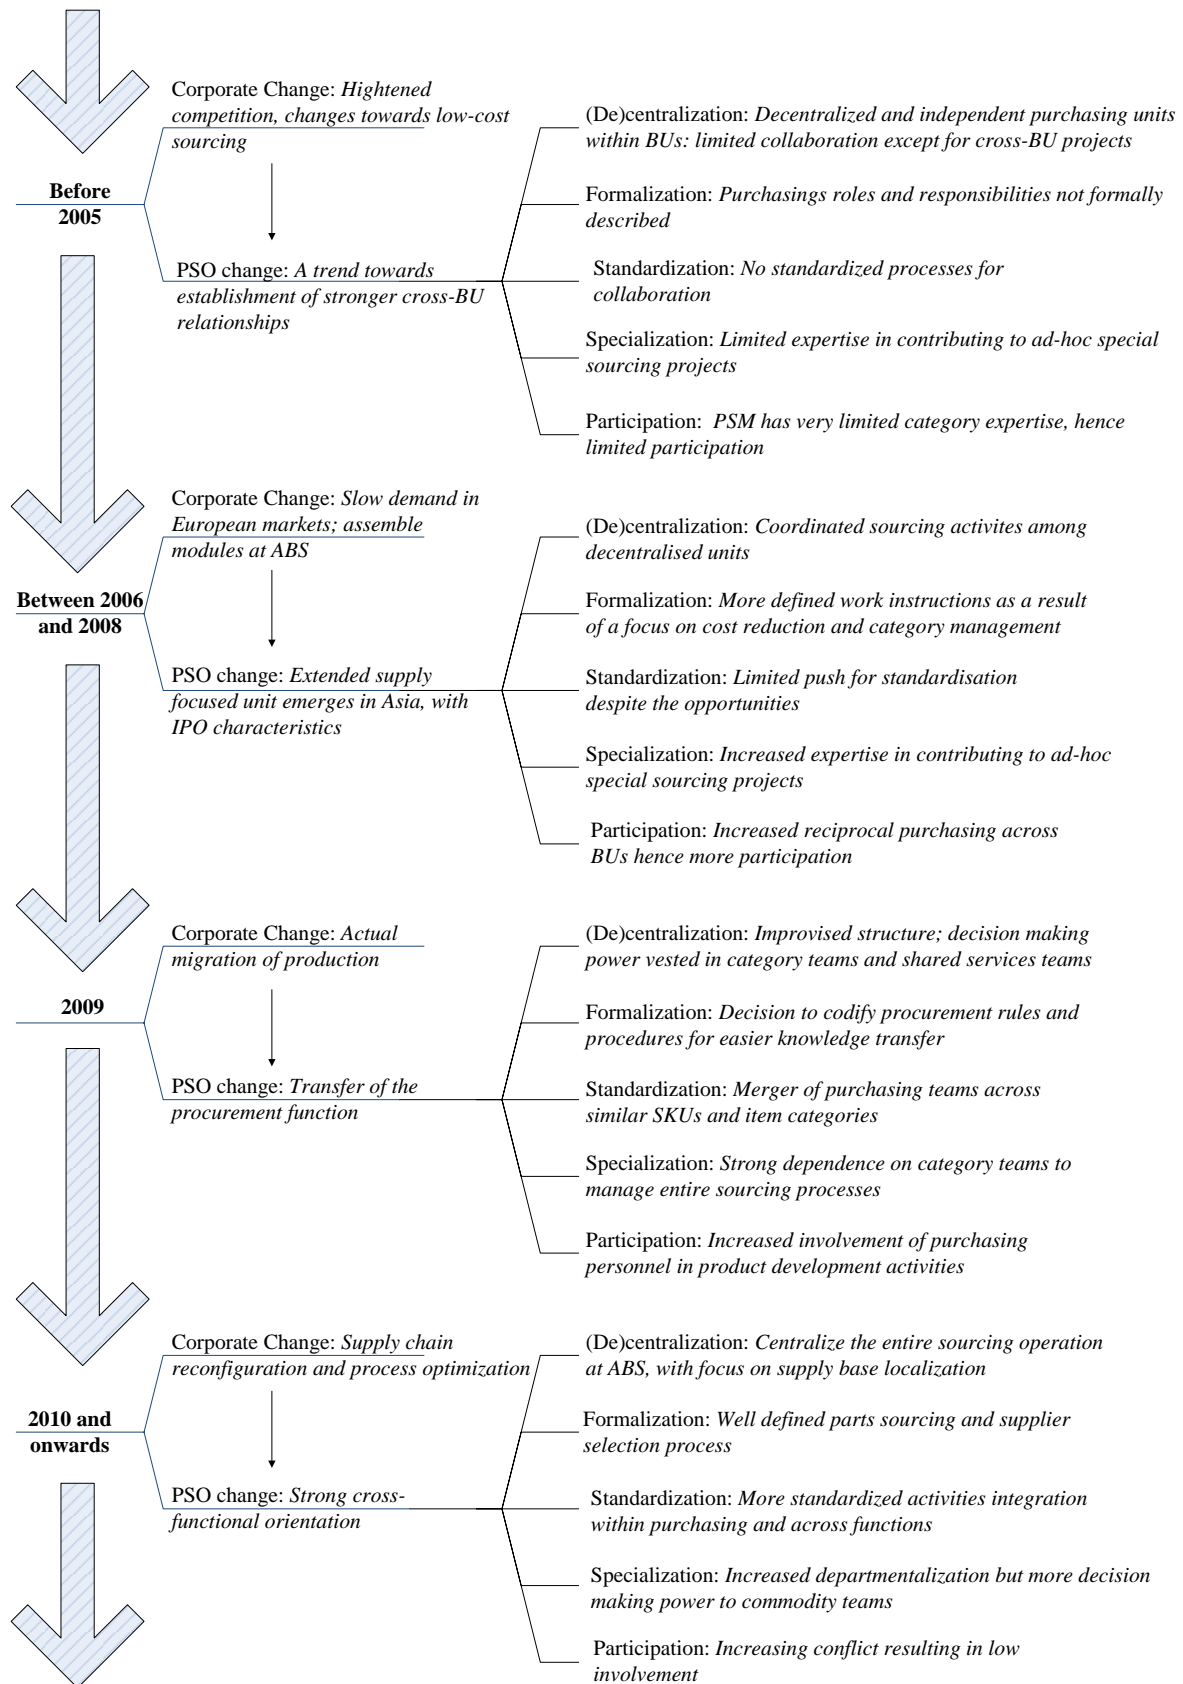 Before
2005
Corporate Change: Hightened
competition, changes towards low-cost
sourcing
PSO change: A trend towards
establishment of stronger cross-BU
relationships
(De)centralization: Decentralized and independent purchasing units
within BUs: limited collaboration except for cross-BU projects
Formalization: Purchasings roles and responsibilities not formally
described
Standardization: No standardized processes for
collaboration
Specialization: Limited expertise in contributing to ad-hoc special
sourcing projects
Participation: PSM has very limited category expertise, hence
limited participation
Between 2006
and 2008
Corporate Change: Slow demand in
European markets; assemble
modules at ABS
PSO change: Extended supply
focused unit emerges in Asia, with
IPO characteristics
(De)centralization: Coordinated sourcing activites among
decentralised units
Formalization: More defined work instructions as a result
of a focus on cost reduction and category management
Standardization: Limited push for standardisation
despite the opportunities
Specialization: Increased expertise in contributing to ad-hoc
special sourcing projects
Participation: Increased reciprocal purchasing across
BUs hence more participation
2009
Corporate Change: Actual
migration of production
PSO change: Transfer of the
procurement function
(De)centralization: Improvised structure; decision making
power vested in category teams and shared services teams
Formalization: Decision to codify procurement rules and
procedures for easier knowledge transfer
Standardization: Merger of purchasing teams across
similar SKUs and item categories
Specialization: Strong dependence on category teams to
manage entire sourcing processes
Participation: Increased involvement of purchasing
personnel in product development activities
2010 and
onwards
Corporate Change: Supply chain
reconfiguration and process optimization
PSO change: Strong cross-
functional orientation
(De)centralization: Centralize the entire sourcing operation
at ABS, with focus on supply base localization
Formalization: Well defined parts sourcing and supplier
selection process
Standardization: More standardized activities integration
within purchasing and across functions
Specialization: Increased departmentalization but more decision
making power to commodity teams
Participation: Increasing conflict resulting in low
involvement